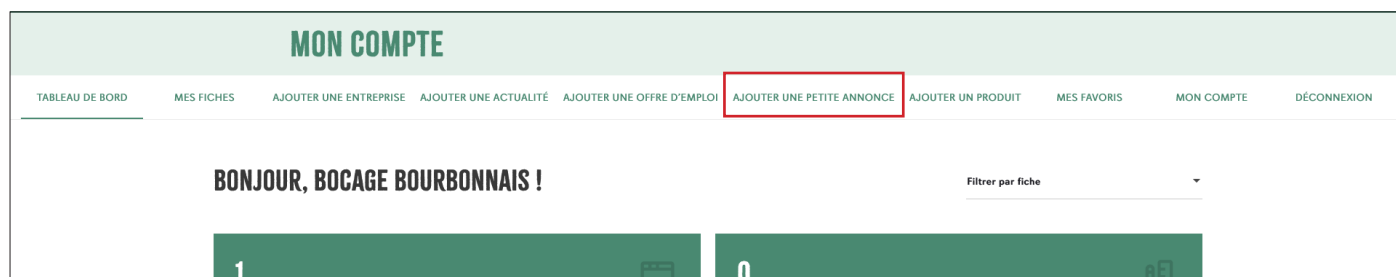 MON COMPTE
TABLEAU DE BORD MES FICHES AJOUTER UNE ENTREPRISE AJOUTER UNE ACTUALITÉ AJOUTER UNE OFFRE D'EMPLOI AJOUTER UNE PETITE ANNONCE AJOUTER UN PRODUIT MES FAVORIS MON COMPTE DÉCONNEXION
BONJOUR, BOCAGE BOURBONNAIS !
Filtrer par fiche
1 0